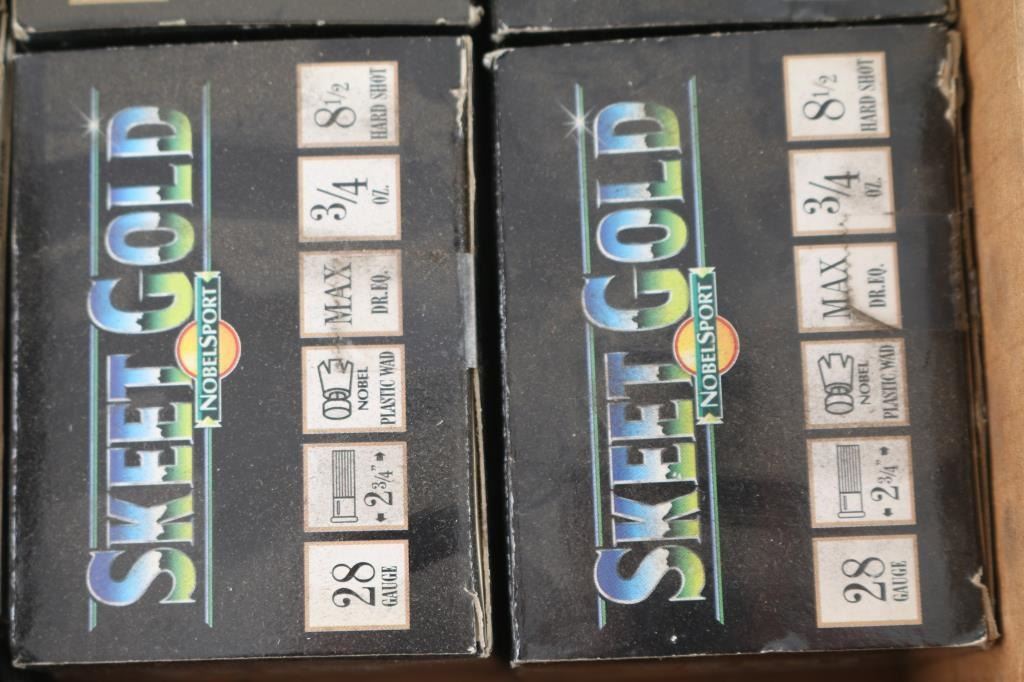 SKEET GOLD
NOBELSPORT
28
GAUGE
2 3/4"
NOBEL
PLASTIC WAD
MAX
DR.EQ.
3/4
OZ.
8 1/2
HARD SHOT
SKEET GOLD
NOBELSPORT
28
GAUGE
2 3/4"
NOBEL
PLASTIC WAD
MAX
DR.EQ.
3/4
OZ.
8 1/2
HARD SHOT